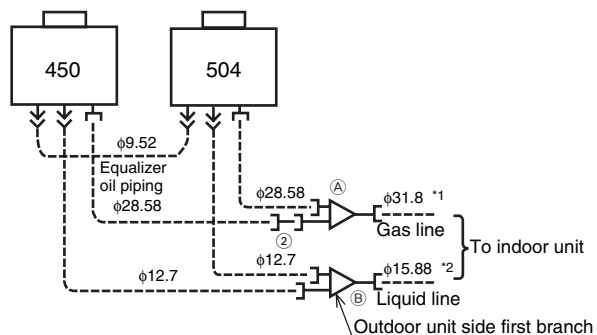 450
504
φ9.52
Equalizer
oil piping
φ28.58
φ28.58
Ⓐ
φ31.8 *1
Gas line
②
To indoor unit
φ12.7
φ12.7
φ15.88 *2
Ⓑ
Liquid line
Outdoor unit side first branch